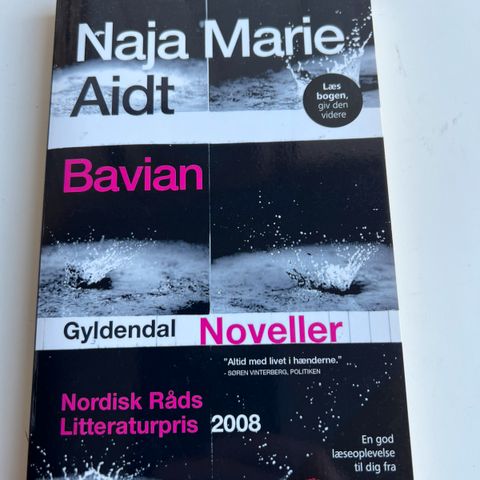 Naja Marie
Aidt
Læs
bogen,
giv den
videre
Bavian
Gyldendal Noveller
"Altid med livet i hænderne."
- SØREN VINTERBERG, POLITIKEN
Nordisk Råds
Litteraturpris 2008
En god
læseoplevelse
til dig fra